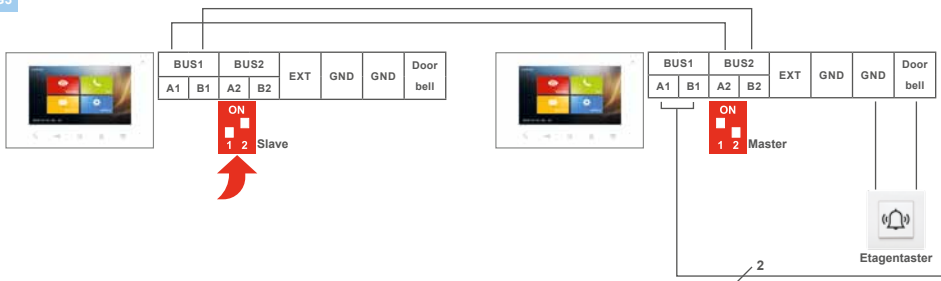 BUS1 BUS2 EXT GND GND Door bell
A1 B1 A2 B2
ON
1 2 Slave
BUS1 BUS2 EXT GND GND Door bell
A1 B1 A2 B2
ON
1 2 Master
Etagentaster
2